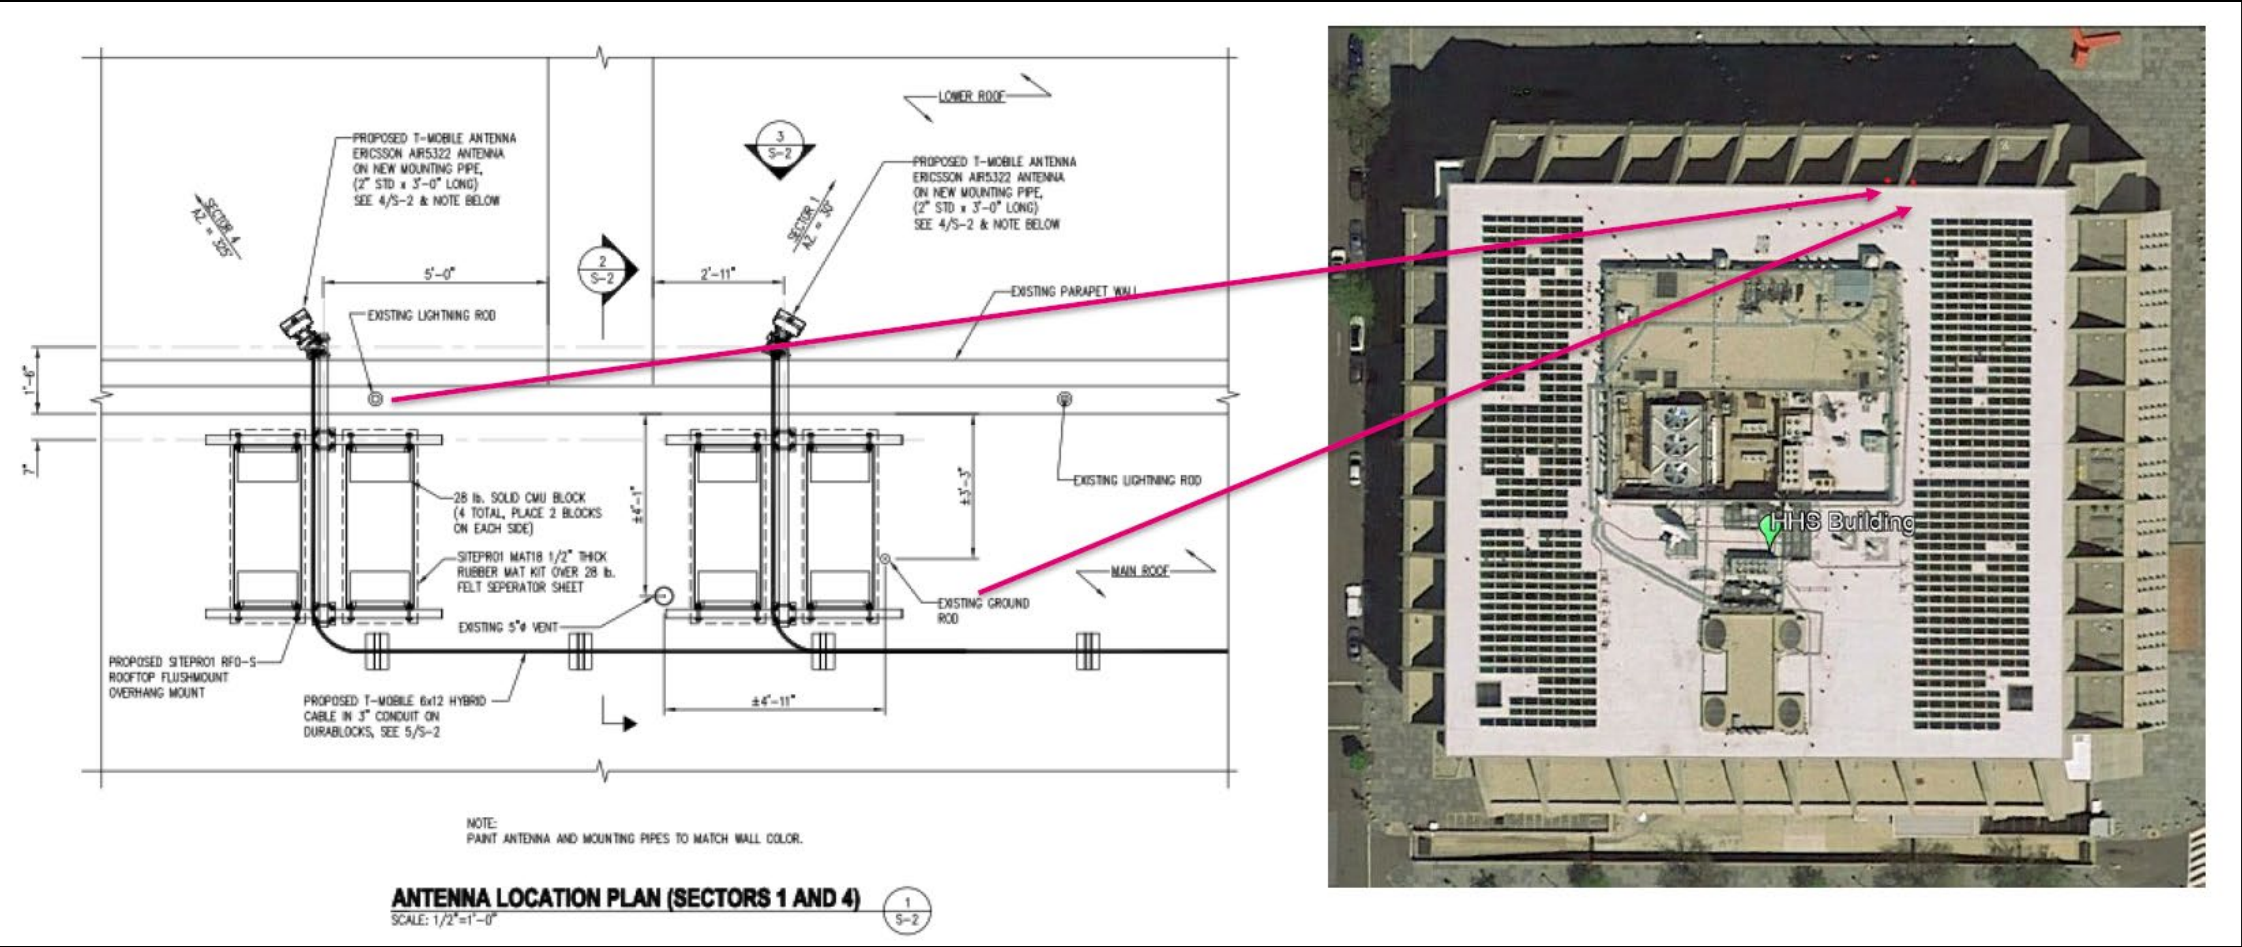 LOWER ROOF
PROPOSED T-MOBILE ANTENNA
ERICSSON AIR5322 ANTENNA
ON NEW MOUNTING PIPE,
(2" STD x 3'-0" LONG)
SEE 4/S-2 & NOTE BELOW
3
S-2
PROPOSED T-MOBILE ANTENNA
ERICSSON AIR5322 ANTENNA
ON NEW MOUNTING PIPE,
(2" STD x 3'-0" LONG)
SEE 4/S-2 & NOTE BELOW
SECTOR 4
AZ. = 325°
SECTOR 1
AZ. = 30°
5'-0"
2
S-2
2'-11"
EXISTING PARAPET WALL
EXISTING LIGHTNING ROD
1'-6"
7"
EXISTING LIGHTNING ROD
28 lb. SOLID CMU BLOCK
(4 TOTAL, PLACE 2 BLOCKS
ON EACH SIDE)
±4'-1"
±3'-3"
SITEPRO1 MAT18 1/2" THICK
RUBBER MAT KIT OVER 28 lb.
FELT SEPERATOR SHEET
MAIN ROOF
EXISTING GROUND
ROD
EXISTING 5"ø VENT
PROPOSED SITEPRO1 RFO-S
ROOFTOP FLUSHMOUNT
OVERHANG MOUNT
PROPOSED T-MOBILE 6x12 HYBRID
CABLE IN 3" CONDUIT ON
DURABLOCKS, SEE 5/S-2
±4'-11"
NOTE:
PAINT ANTENNA AND MOUNTING PIPES TO MATCH WALL COLOR.
ANTENNA LOCATION PLAN (SECTORS 1 AND 4)
SCALE: 1/2"=1'-0"
1
S-2
HHS Building